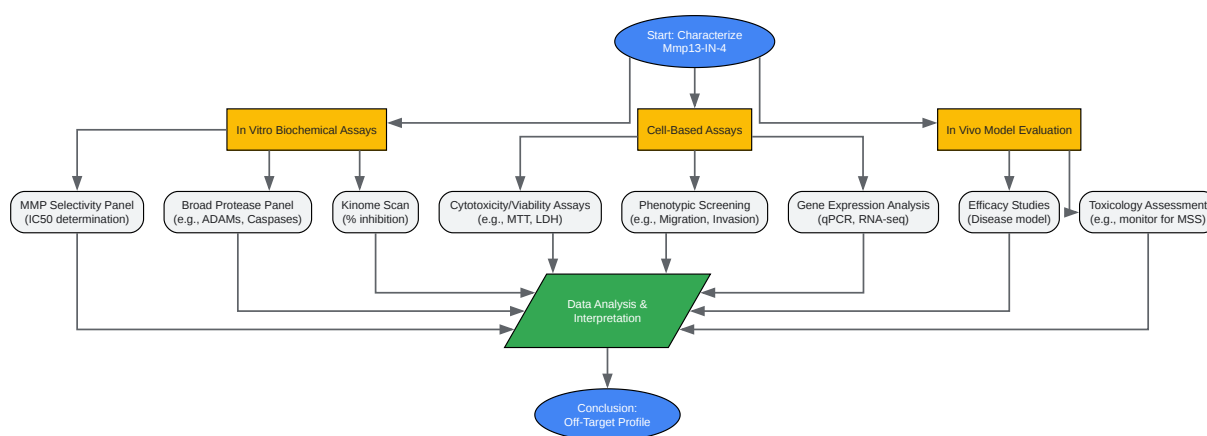 Start: Characterize
Mmp13-IN-4
In Vitro Biochemical Assays
Cell-Based Assays
In Vivo Model Evaluation
MMP Selectivity Panel
(IC50 determination)
Broad Protease Panel
(e.g., ADAMs, Caspases)
Kinome Scan
(% inhibition)
Cytotoxicity/Viability Assays
(e.g., MTT, LDH)
Phenotypic Screening
(e.g., Migration, Invasion)
Gene Expression Analysis
(qPCR, RNA-seq)
Efficacy Studies
(Disease model)
Toxicology Assessment
(e.g., monitor for MSS)
Data Analysis &
Interpretation
Conclusion:
Off-Target Profile